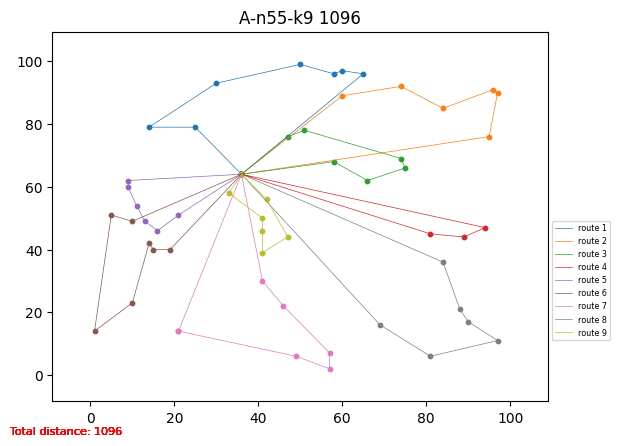 A-n55-k9 1096
100
80
60
40
20
0
0 20 40 60 80 100
route 1
route 2
route 3
route 4
route 5
route 6
route 7
route 8
route 9
Total distance: 1096